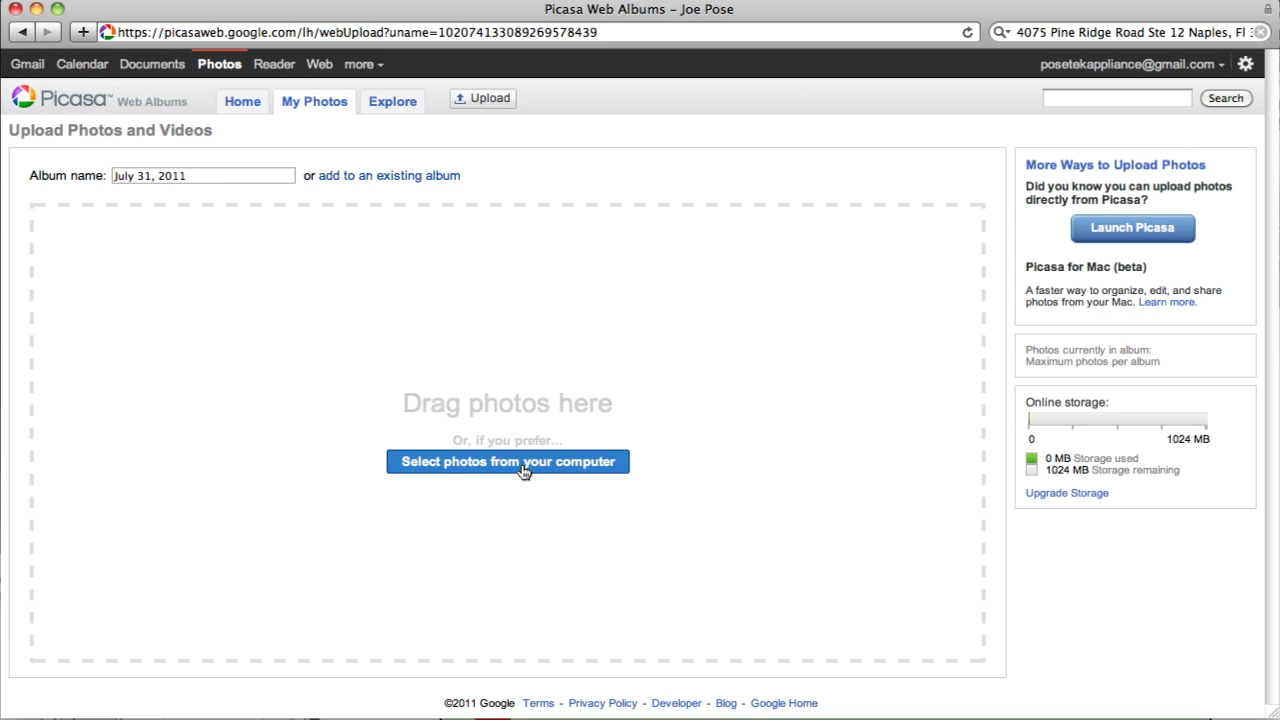 Picasa Web Albums – Joe Pose
https://picasaweb.google.com/lh/webUpload?uname=102074133089269578439
4075 Pine Ridge Road Ste 12 Naples, Fl
Gmail Calendar Documents Photos Reader Web more
posetekappliance@gmail.com
Picasa™ Web Albums
Home My Photos Explore Upload
Search
Upload Photos and Videos
Album name: July 31, 2011 or add to an existing album
Drag photos here
Or, if you prefer...
Select photos from your computer
More Ways to Upload Photos
Did you know you can upload photos
directly from Picasa?
Launch Picasa
Picasa for Mac (beta)
A faster way to organize, edit, and share
photos from your Mac. Learn more.
Photos currently in album:
Maximum photos per album
Online storage:
0 1024 MB
0 MB Storage used
1024 MB Storage remaining
Upgrade Storage
©2011 Google Terms - Privacy Policy - Developer - Blog - Google Home